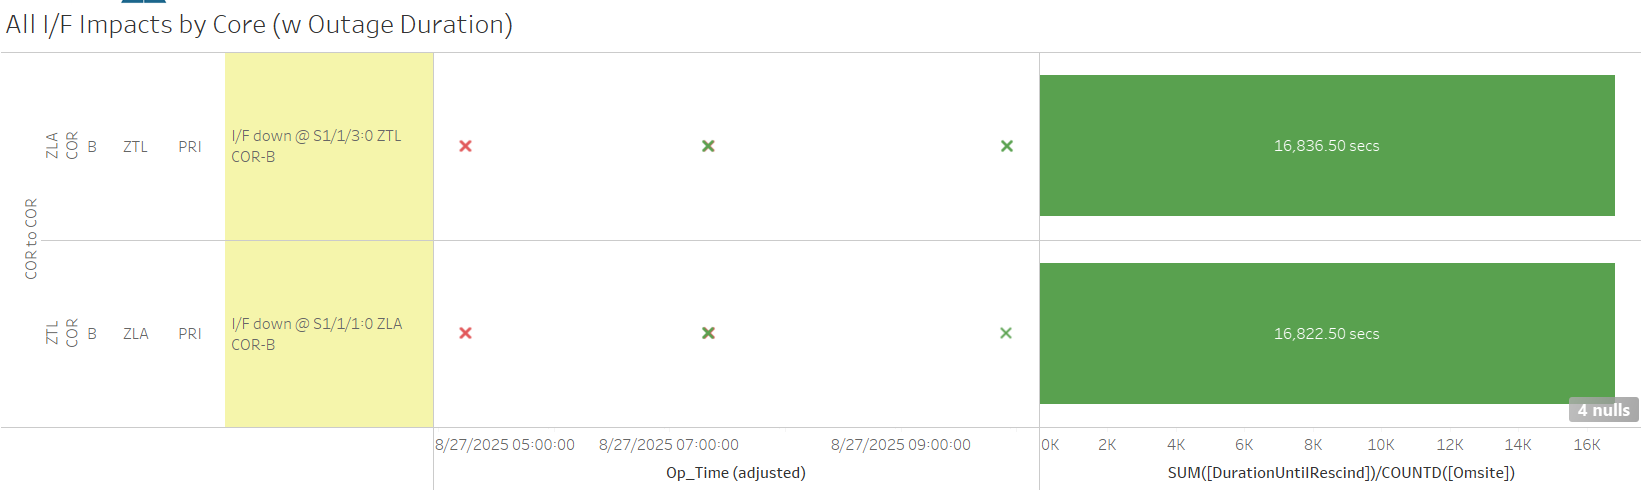 All I/F Impacts by Core (w Outage Duration)
COR to COR
ZLA
COR
B
ZTL
PRI
I/F down @ S1/1/3:0 ZTL
COR-B
16,836.50 secs
ZTL
COR
B
ZLA
PRI
I/F down @ S1/1/1:0 ZLA
COR-B
16,822.50 secs
4 nulls
8/27/2025 05:00:00 8/27/2025 07:00:00 8/27/2025 09:00:00
0K 2K 4K 6K 8K 10K 12K 14K 16K
Op_Time (adjusted)
SUM([DurationUntilRescind])/COUNTD([Omsite])